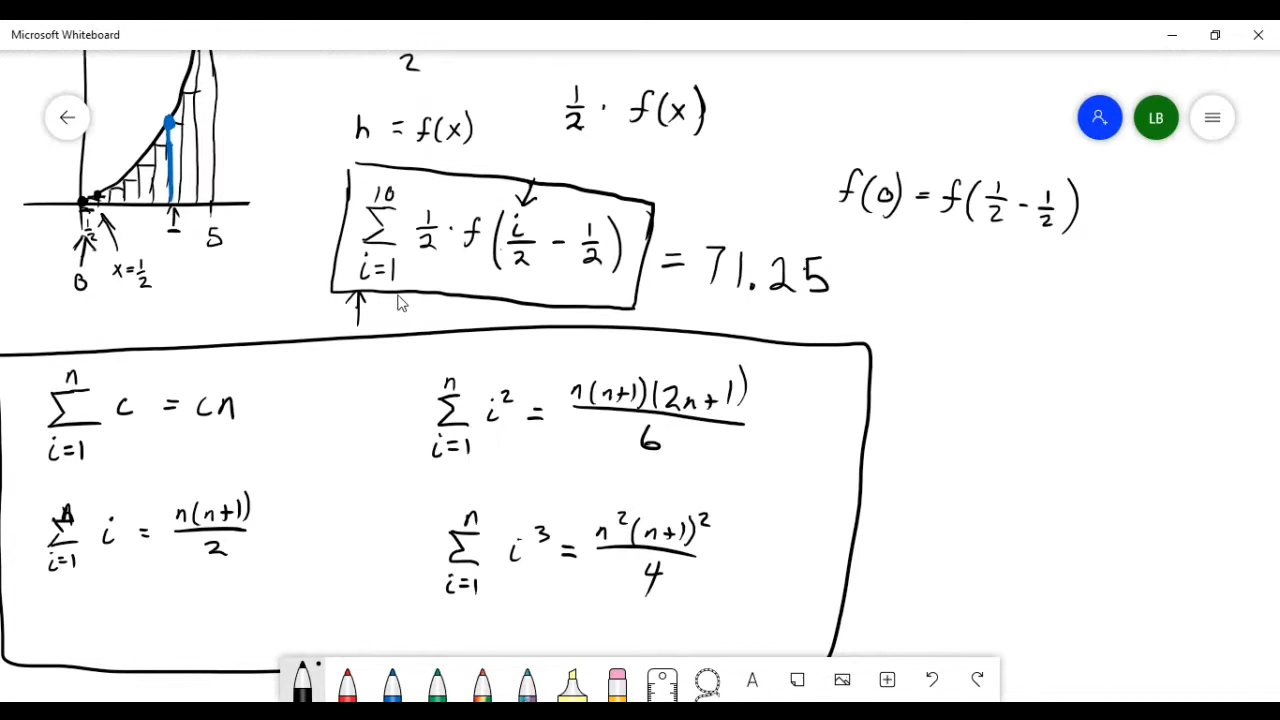 Microsoft Whiteboard
2
1/2 · f(x)
h = f(x)
LB
f(0) = f(1/2 - 1/2)
10
∑ 1/2 · f(i/2 - 1/2) = 71.25
i=1
1/2
5
0
x=1/2
n
∑ c = cn
i=1
n
∑ i² = n(n+1)(2n+1)/6
i=1
n
∑ i = n(n+1)/2
i=1
n
∑ i³ = n²(n+1)²/4
i=1
A